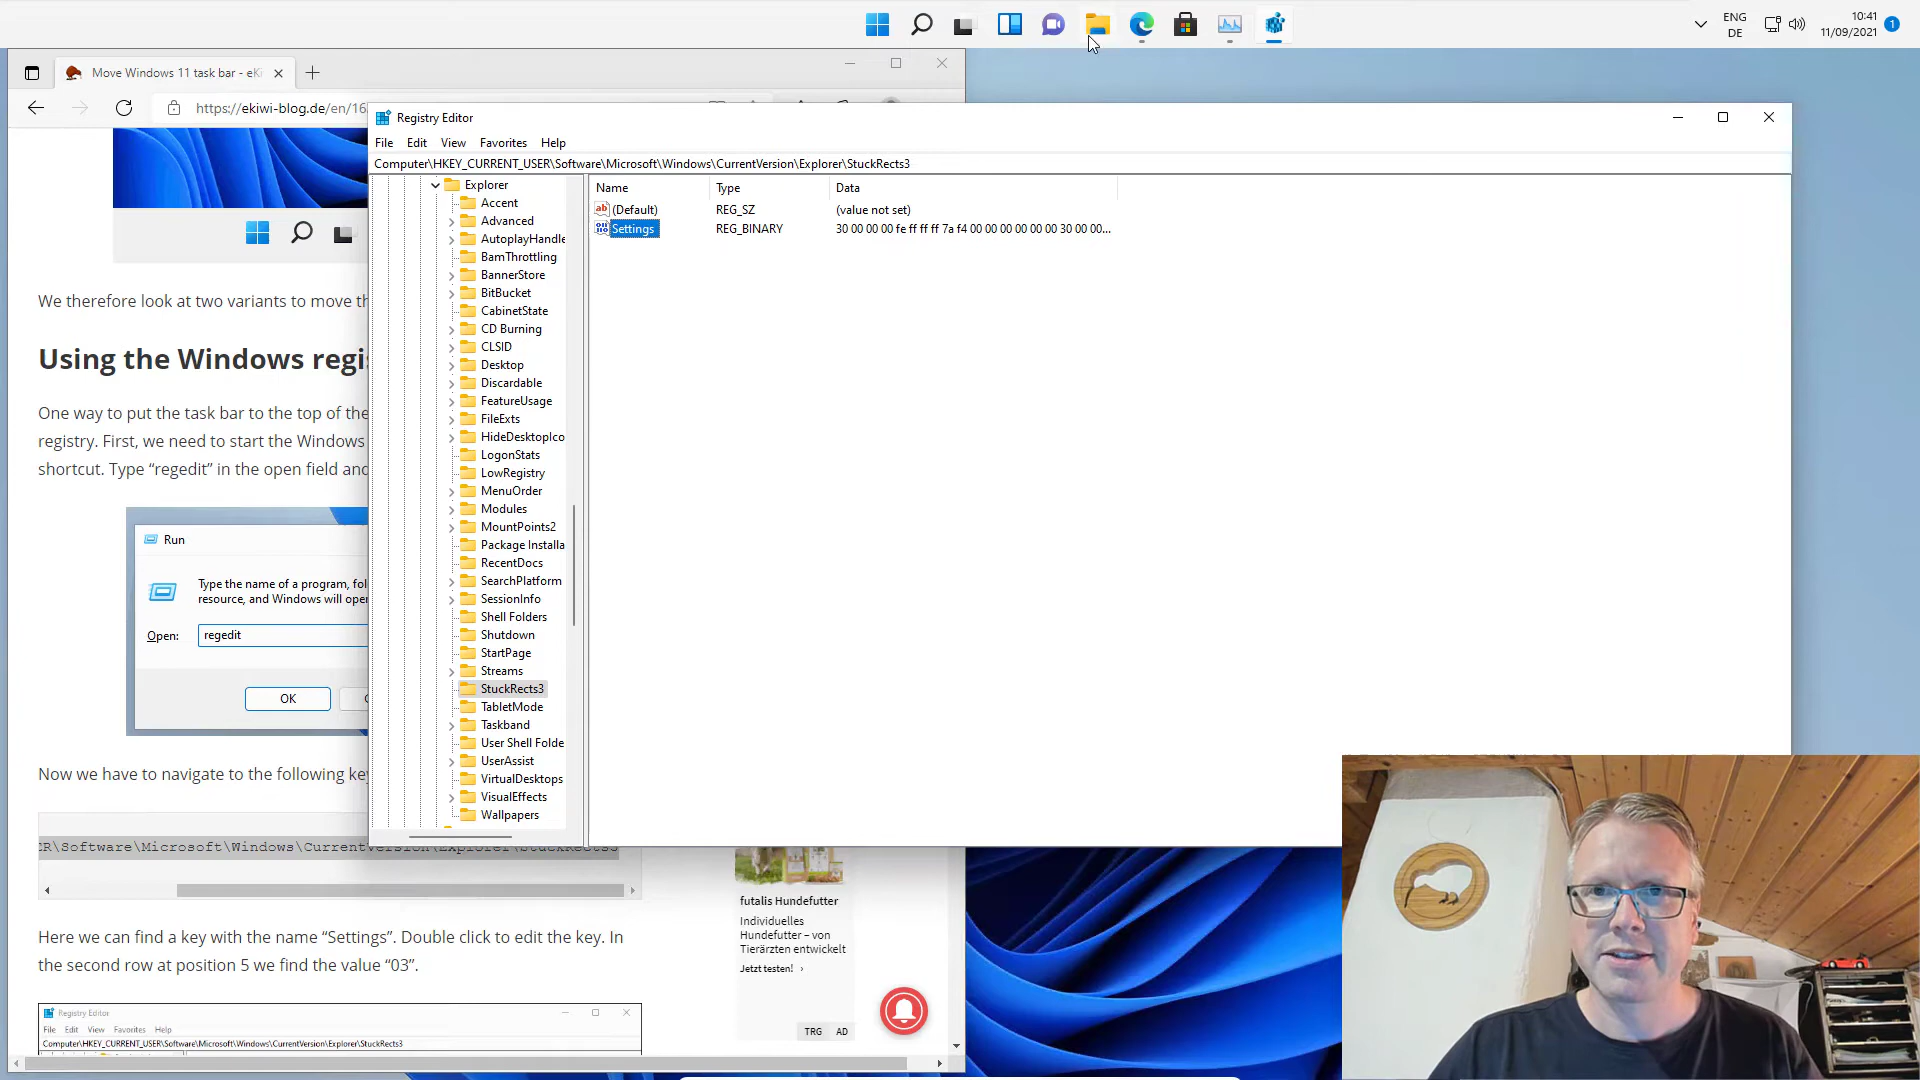 ENG
DE
10:41
11/09/2021
1
Move Windows 11 task bar - eKi
https://ekiwi-blog.de/en/16
We therefore look at two variants to move th
Using the Windows regi
One way to put the task bar to the top of the
registry. First, we need to start the Windows
shortcut. Type “regedit” in the open field and
Run
Type the name of a program, fol
resource, and Windows will ope
Open:
regedit
OK
Now we have to navigate to the following key
ER\Software\Microsoft\Windows\CurrentVersion\Explorer\StuckRects3
Here we can find a key with the name “Settings”. Double click to edit the key. In
the second row at position 5 we find the value “03”.
Registry Editor
File Edit View Favorites Help
Computer\HKEY_CURRENT_USER\Software\Microsoft\Windows\CurrentVersion\Explorer\StuckRects3
futalis Hundefutter
Individuelles
Hundefutter – von
Tierärzten entwickelt
Jetzt testen! ›
TRG AD
Registry Editor
File Edit View Favorites Help
Computer\HKEY_CURRENT_USER\Software\Microsoft\Windows\CurrentVersion\Explorer\StuckRects3
Explorer
Accent
Advanced
AutoplayHandle
BamThrottling
BannerStore
BitBucket
CabinetState
CD Burning
CLSID
Desktop
Discardable
FeatureUsage
FileExts
HideDesktopIco
LogonStats
LowRegistry
MenuOrder
Modules
MountPoints2
Package Installa
RecentDocs
SearchPlatform
SessionInfo
Shell Folders
Shutdown
StartPage
Streams
StuckRects3
TabletMode
Taskband
User Shell Folde
UserAssist
VirtualDesktops
VisualEffects
Wallpapers
Name Type Data
(Default) REG_SZ (value not set)
Settings REG_BINARY 30 00 00 00 fe ff ff ff 7a f4 00 00 00 00 00 00 30 00 00...